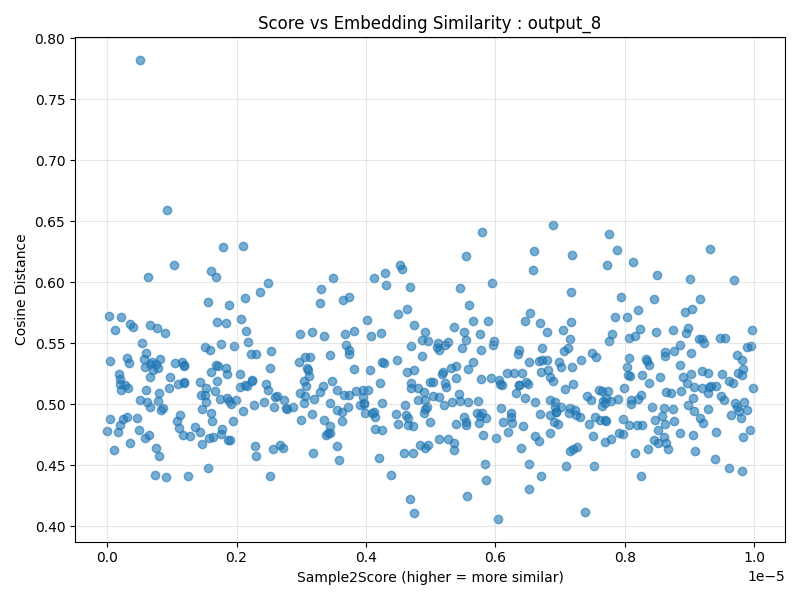 Score vs Embedding Similarity : output_8
Cosine Distance
0.80
0.75
0.70
0.65
0.60
0.55
0.50
0.45
0.40
0.0 0.2 0.4 0.6 0.8 1.0
1e−5
Sample2Score (higher = more similar)